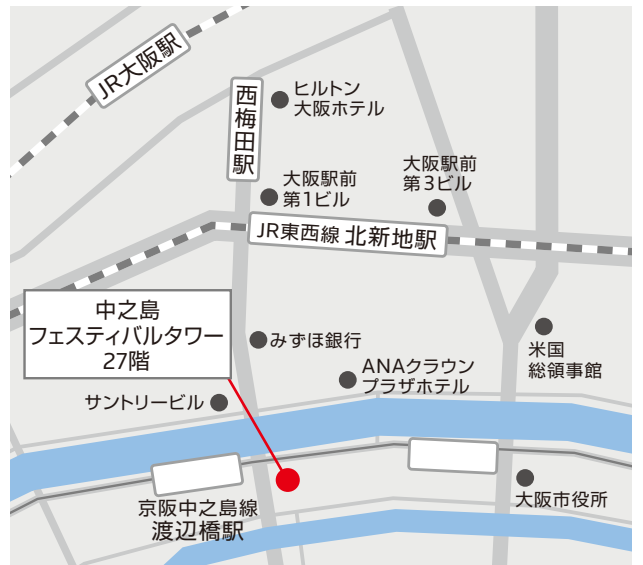 JR大阪駅
西梅田駅
ヒルトン
大阪ホテル
大阪駅前
第1ビル
大阪駅前
第3ビル
JR東西線 北新地駅
中之島
フェスティバルタワー
27階
みずほ銀行
米国
総領事館
ANAクラウン
プラザホテル
サントリービル
京阪中之島線
渡辺橋駅
大阪市役所